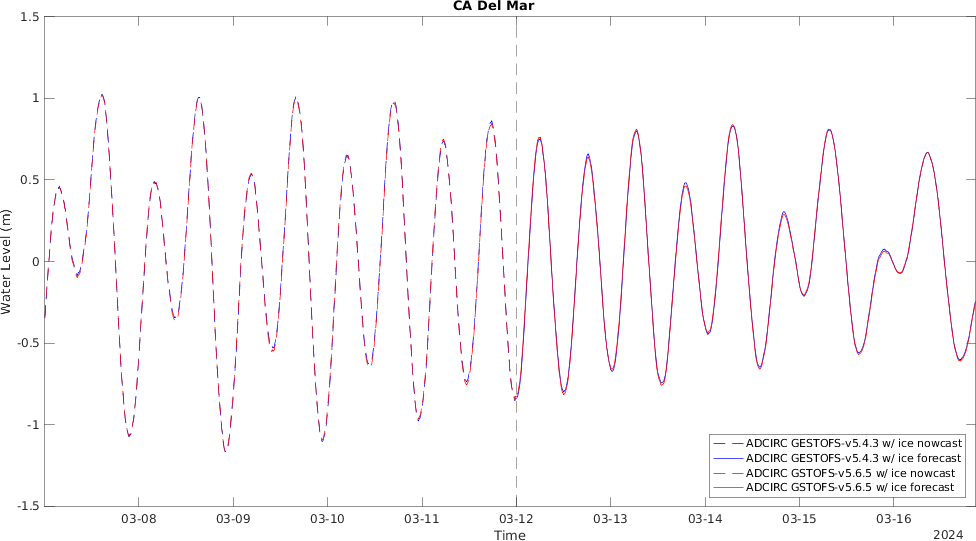 CA Del Mar
1.5
1
0.5
0
-0.5
-1
-1.5
Water Level (m)
ADCIRC GESTOFS-v5.4.3 w/ ice nowcast
ADCIRC GESTOFS-v5.4.3 w/ ice forecast
ADCIRC GSTOFS-v5.6.5 w/ ice nowcast
ADCIRC GSTOFS-v5.6.5 w/ ice forecast
03-08 03-09 03-10 03-11 03-12 03-13 03-14 03-15 03-16
Time
2024